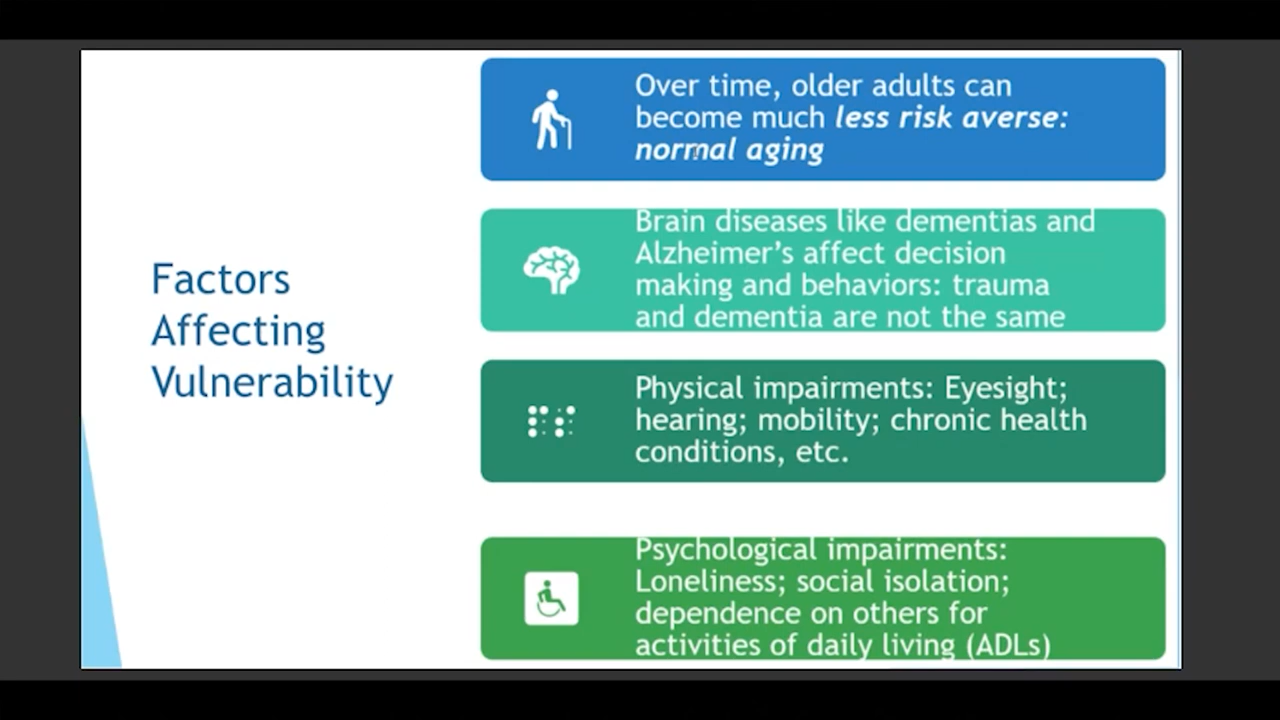 Factors
Affecting
Vulnerability
Over time, older adults can
become much less risk averse:
normal aging
Brain diseases like dementias and
Alzheimer’s affect decision
making and behaviors: trauma
and dementia are not the same
Physical impairments: Eyesight;
hearing; mobility; chronic health
conditions, etc.
Psychological impairments:
Loneliness; social isolation;
dependence on others for
activities of daily living (ADLs)